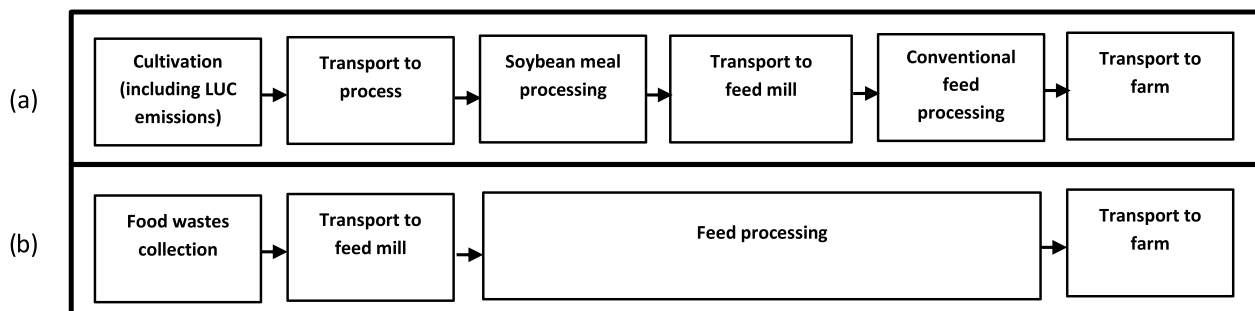 (a)
Cultivation
(including LUC
emissions)
Transport to
process
Soybean meal
processing
Transport to
feed mill
Conventional
feed
processing
Transport to
farm
(b)
Food wastes
collection
Transport to
feed mill
Feed processing
Transport to
farm